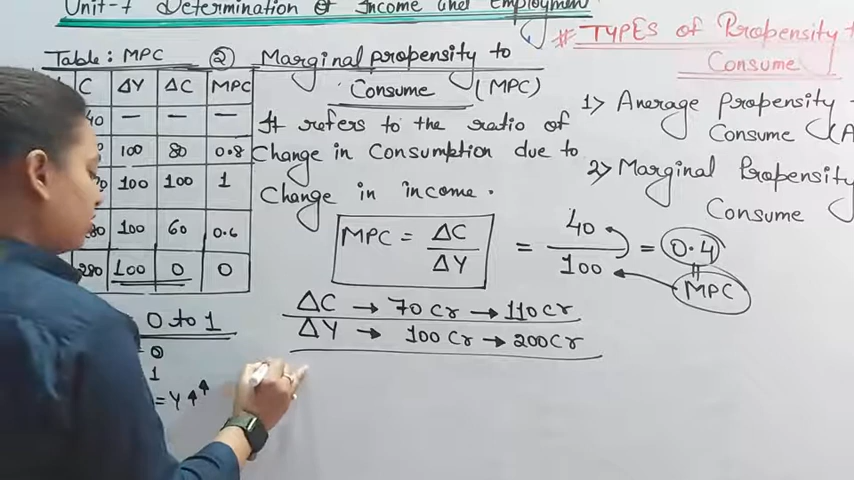 Unit-7 Determination of Income and Employment
Table: MPC
C ΔY ΔC MPC
40 — — —
100 80 0.8
100 100 1
80 100 60 0.6
280 100 0 0
0 to 1
= 0
1
= Y ↑ ↑
② Marginal propensity to
Consume (MPC)
It refers to the ratio of
Change in Consumption due to
Change in income.
MPC = ΔC / ΔY = 40 / 100 = 0.4
MPC
ΔC → 70 Cr → 110 Cr
ΔY → 100 Cr → 200 Cr
# TYPES of Propensity t
Consume
1> Average Propensity
Consume (A
2> Marginal Propensity
Consume